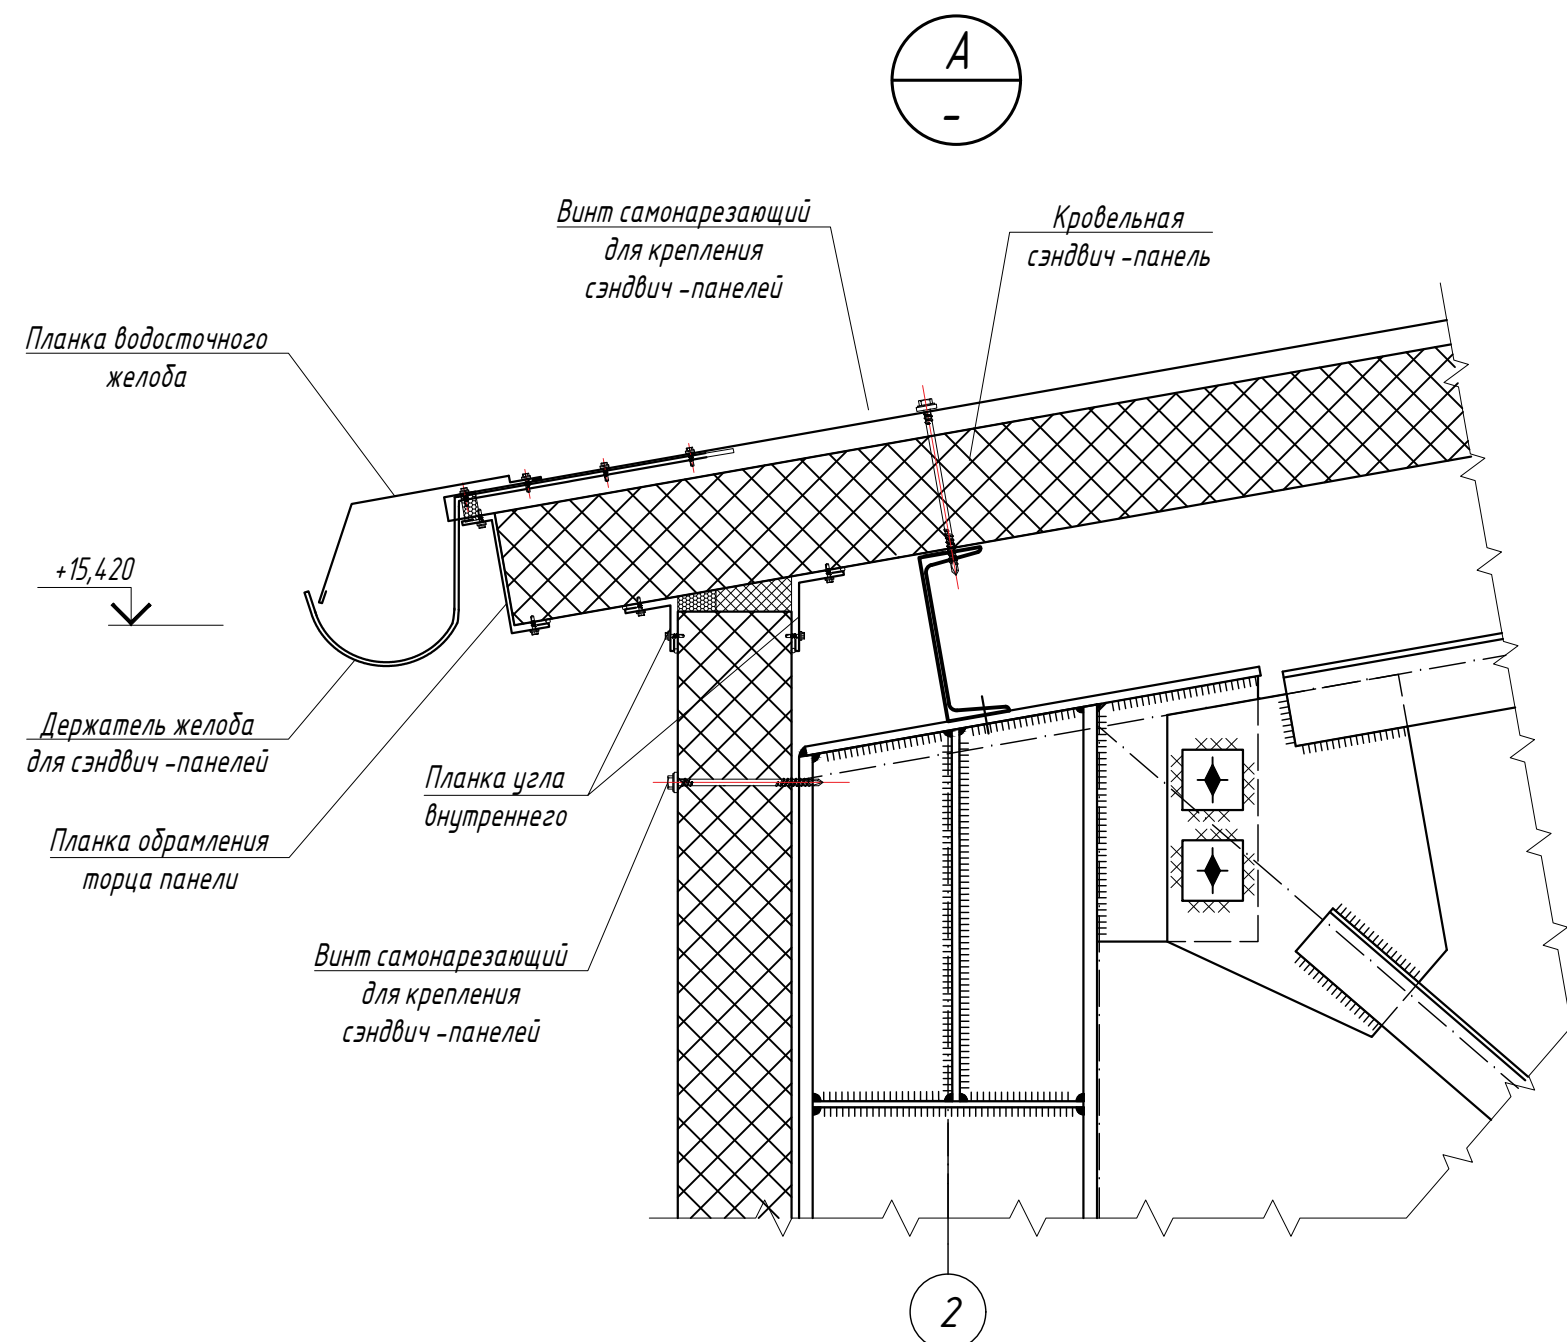 А
-
Винт самонарезающий
для крепления
сэндвич -панелей
Кровельная
сэндвич -панель
Планка водосточного
желоба
+15,420
Держатель желоба
для сэндвич -панелей
Планка угла
внутреннего
Планка обрамления
торца панели
Винт самонарезающий
для крепления
сэндвич -панелей
2